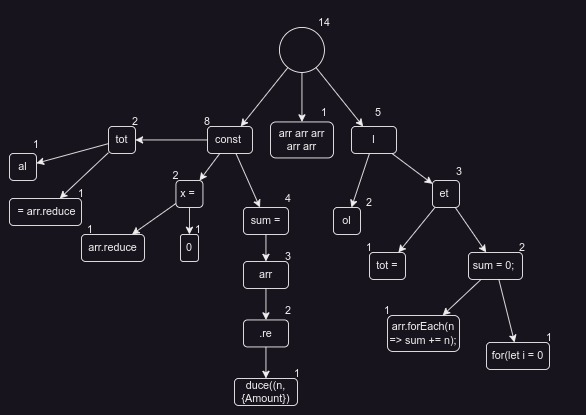 14
1
arr arr arr
arr arr
8
const
5
l
2
tot
1
al
1
= arr.reduce
2
x =
1
arr.reduce
1
0
4
sum =
3
arr
2
.re
1
duce((n,
{Amount})
2
ol
3
et
1
tot =
2
sum = 0;
1
arr.forEach(n
=> sum += n);
1
for(let i = 0